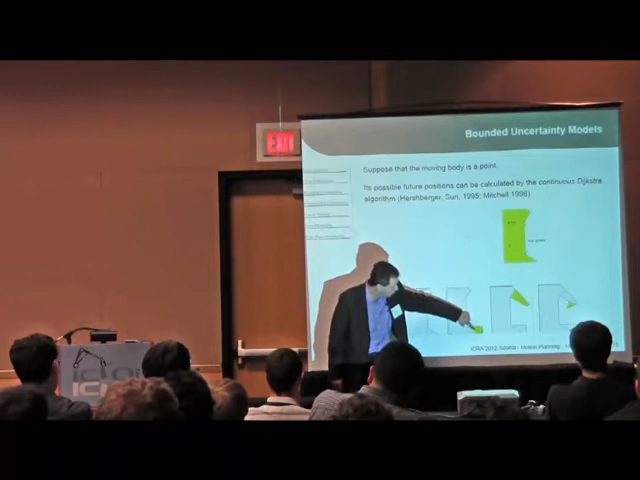 EXIT
Bounded Uncertainty Models
Suppose that the moving body is a point.
Its possible future positions can be calculated by the continuous Dijkstra
algorithm (Hershberger, Suri, 1995; Mitchell 1996)
ICRA 2012 Tutorial - Motion Planning